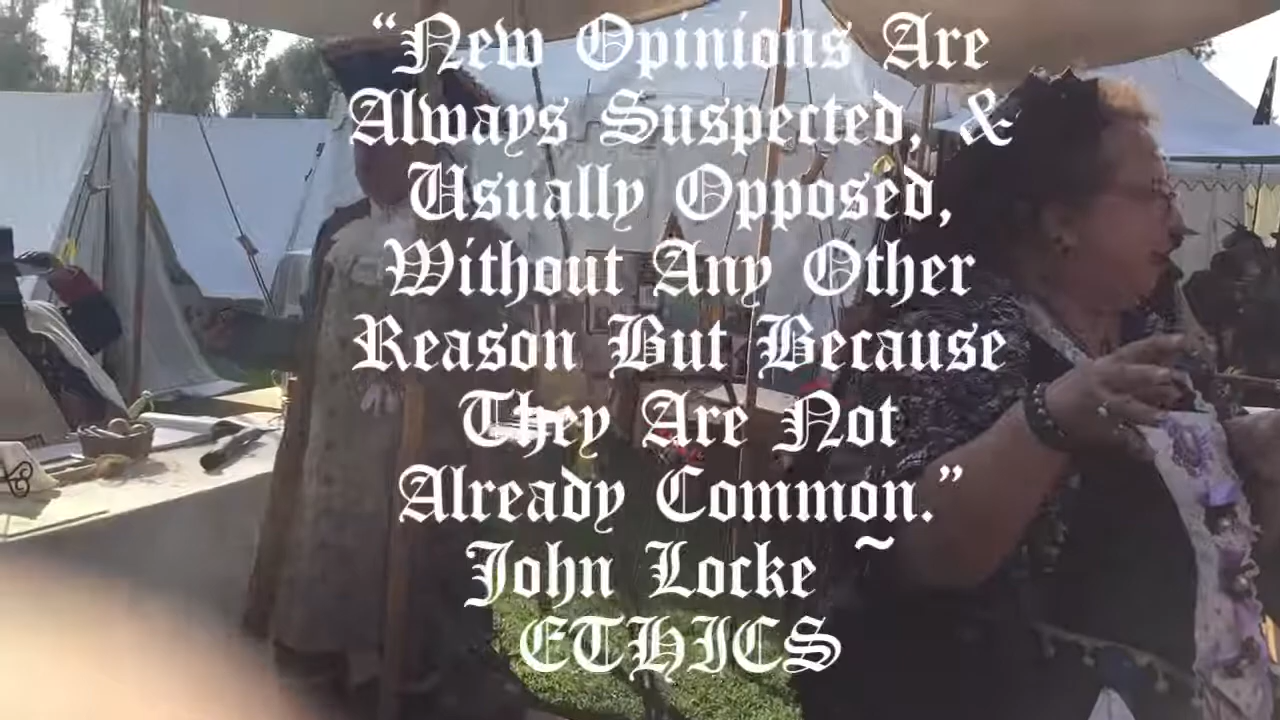 “New Opinions Are
Always Suspected, &
Usually Opposed,
Without Any Other
Reason But Because
They Are Not
Already Common.”
~
John Locke
ETHICS